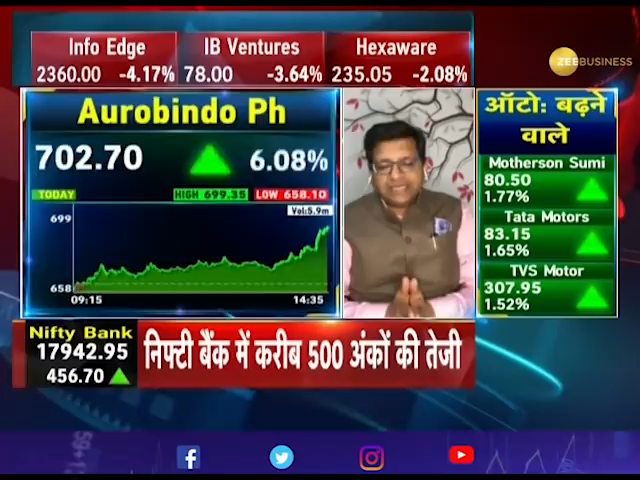 Info Edge
2360.00 -4.17%
IB Ventures
78.00 -3.64%
Hexaware
235.05 -2.08%
ZEE BUSINESS
Aurobindo Ph
702.70 6.08%
TODAY HIGH 699.35 LOW 658.10
Vol:5.9m
699
658
09:15 14:35
ऑटो: बढ़ने
वाले
Motherson Sumi
80.50
1.77%
Tata Motors
83.15
1.65%
TVS Motor
307.95
1.52%
Nifty Bank
17942.95
456.70
निफ्टी बैंक में करीब 500 अंकों की तेजी